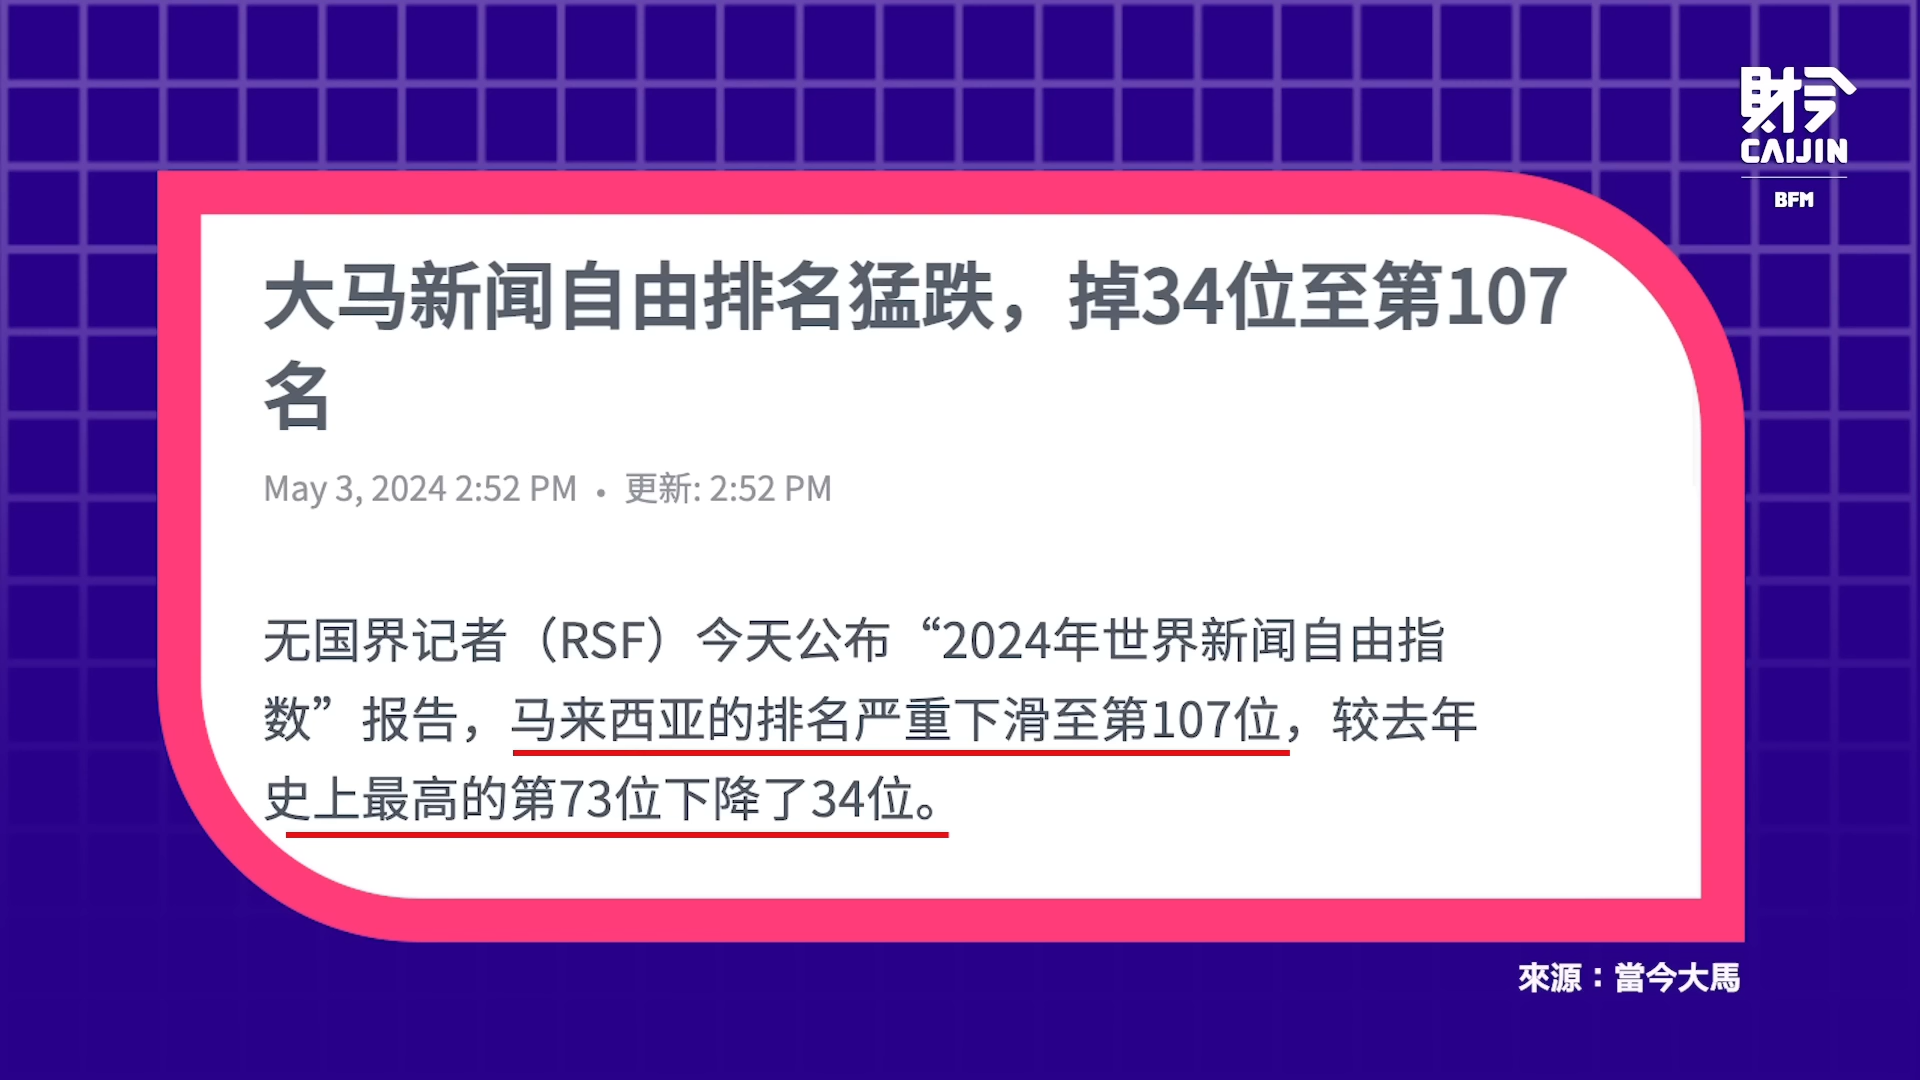 財今
CAIJIN
BFM
大马新闻自由排名猛跌，掉34位至第107
名
May 3, 2024 2:52 PM • 更新: 2:52 PM
无国界记者（RSF）今天公布“2024年世界新闻自由指
数”报告，马来西亚的排名严重下滑至第107位，较去年
史上最高的第73位下降了34位。
來源：當今大馬